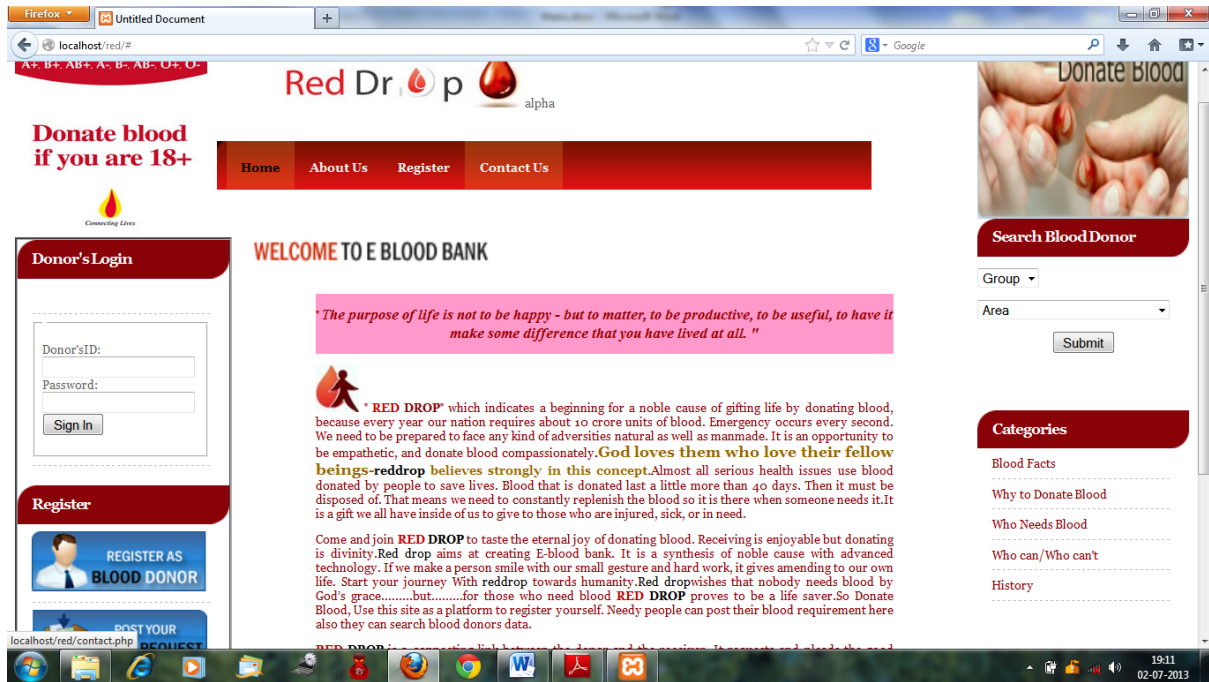 Firefox
Untitled Document
localhost/red/#
Google
A+, B+, AB+, A-, B-, AB-, O+, O-
Donate blood
if you are 18+
Connecting Lives
Donor's Login
Donor'sID:
Password:
Sign In
Register
REGISTER AS
BLOOD DONOR
POST YOUR
localhost/red/contact.php
Red Dr p
alpha
Home About Us Register Contact Us
WELCOME TO E BLOOD BANK
" The purpose of life is not to be happy - but to matter, to be productive, to be useful, to have it
make some difference that you have lived at all. "
" RED DROP" which indicates a beginning for a noble cause of gifting life by donating blood,
because every year our nation requires about 10 crore units of blood. Emergency occurs every second.
We need to be prepared to face any kind of adversities natural as well as manmade. It is an opportunity to
be empathetic, and donate blood compassionately.God loves them who love their fellow
beings-reddrop believes strongly in this concept.Almost all serious health issues use blood
donated by people to save lives. Blood that is donated last a little more than 40 days. Then it must be
disposed of. That means we need to constantly replenish the blood so it is there when someone needs it.It
is a gift we all have inside of us to give to those who are injured, sick, or in need.
Come and join RED DROP to taste the eternal joy of donating blood. Receiving is enjoyable but donating
is divinity.Red drop aims at creating E-blood bank. It is a synthesis of noble cause with advanced
technology. If we make a person smile with our small gesture and hard work, it gives amending to our own
life. Start your journey With reddrop towards humanity.Red dropwishes that nobody needs blood by
God's grace.........but.........for those who need blood RED DROP proves to be a life saver.So Donate
Blood, Use this site as a platform to register yourself. Needy people can post their blood requirement here
also they can search blood donors data.
RED DROP is a connecting link between the donor and the receiver. It requests and pleads the good
Donate Blood
Search Blood Donor
Group
Area
Submit
Categories
Blood Facts
Why to Donate Blood
Who Needs Blood
Who can/Who can't
History
19:11
02-07-2013